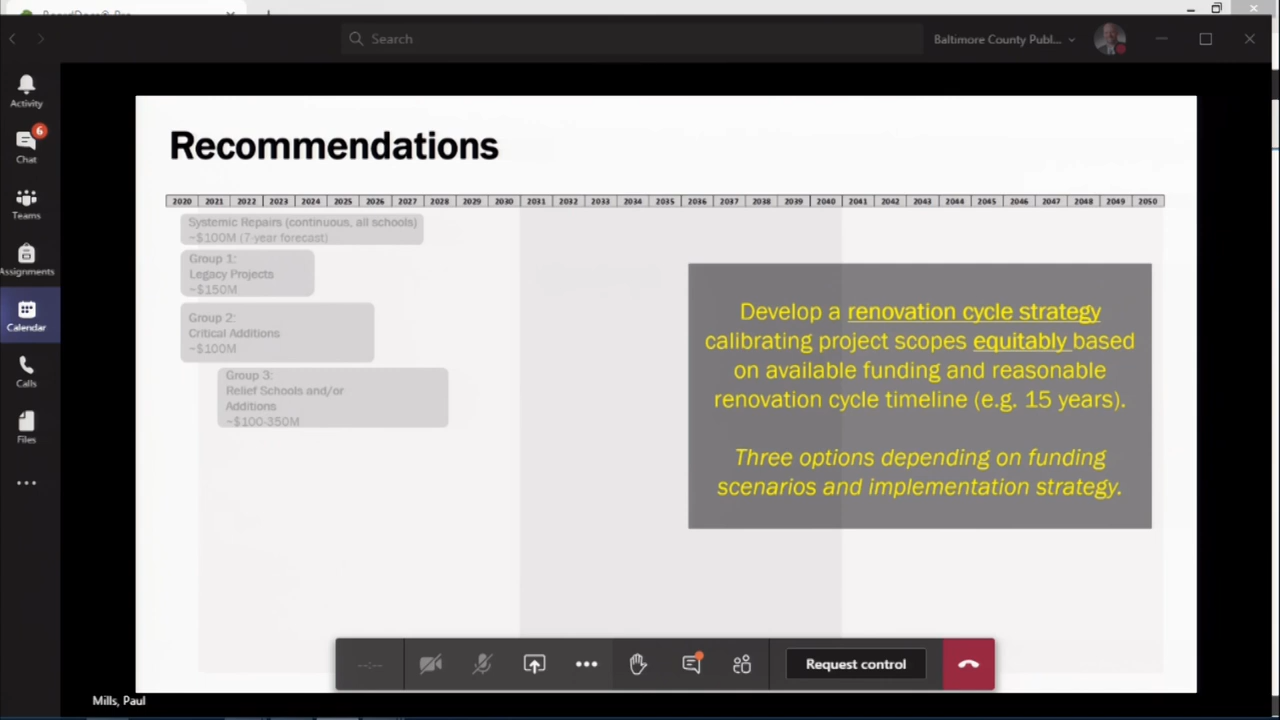 BoardDocs® Pro
Search
Baltimore County Publ...
Activity
6
Chat
Teams
Assignments
Calendar
Calls
Files
Recommendations
2020 2021 2022 2023 2024 2025 2026 2027 2028 2029 2030 2031 2032 2033 2034 2035 2036 2037 2038 2039 2040 2041 2042 2043 2044 2045 2046 2047 2048 2049 2050
Systemic Repairs (continuous, all schools)
~$100M (7-year forecast)
Group 1:
Legacy Projects
~$150M
Group 2:
Critical Additions
~$100M
Group 3:
Relief Schools and/or
Additions
~$100-350M
Develop a renovation cycle strategy
calibrating project scopes equitably based
on available funding and reasonable
renovation cycle timeline (e.g. 15 years).
Three options depending on funding
scenarios and implementation strategy.
--:--
Request control
Mills, Paul